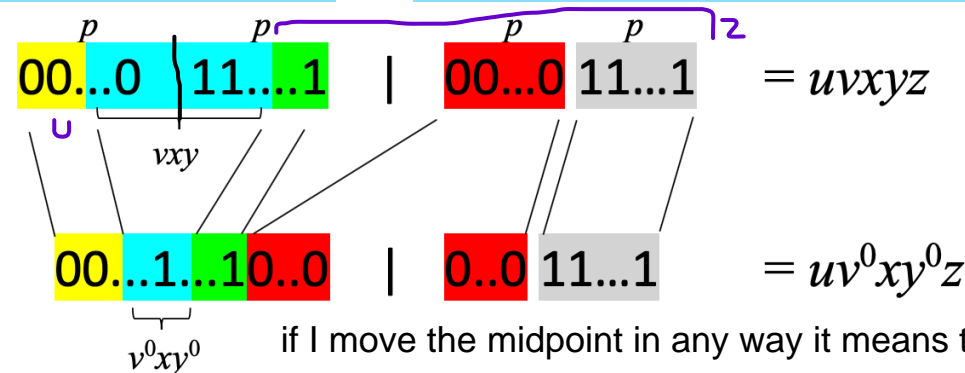 p p p p z
00...0 11....1 | 00...0 11...1 = uvxyz
u
vxy
00...1...10..0 | 0..0 11...1 = uv⁰xy⁰z
if I move the midpoint in any way it means t
v⁰xy⁰